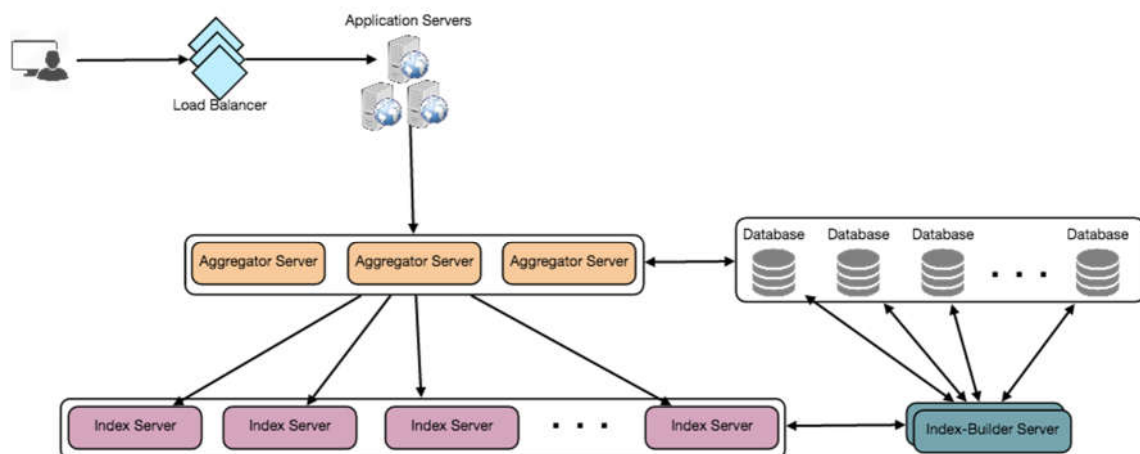 Application Servers
Load Balancer
Aggregator Server
Aggregator Server
Aggregator Server
Database
Database
Database
Database
. . .
Index Server
Index Server
Index Server
. . .
Index Server
Index-Builder Server